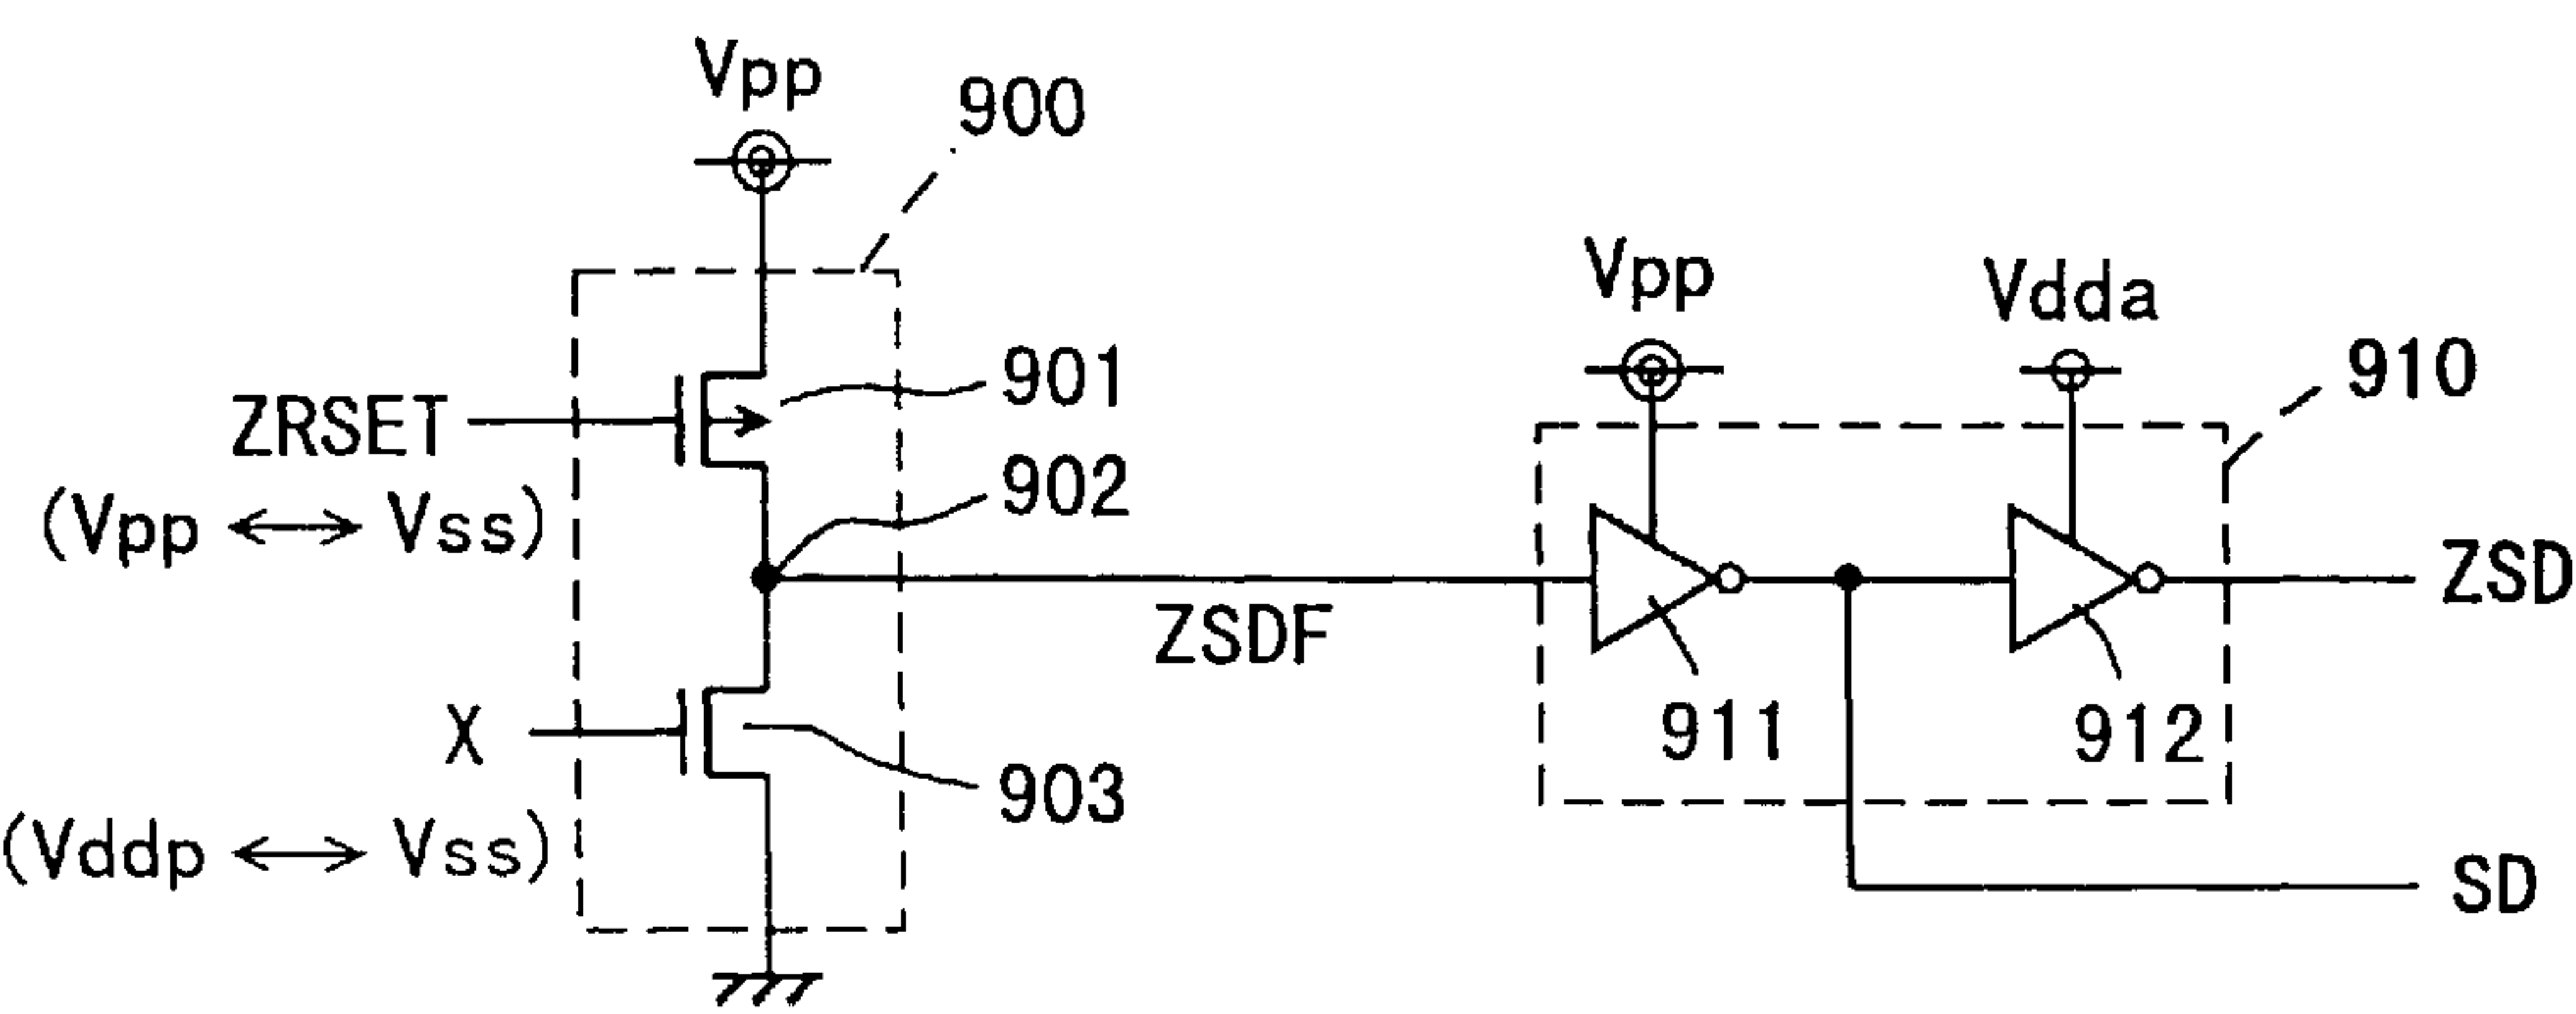 Vpp
900
ZRSET
(Vpp ↔ Vss)
901
902
X
(Vddp ↔ Vss)
903
ZSDF
Vpp
Vdda
910
911
912
ZSD
SD